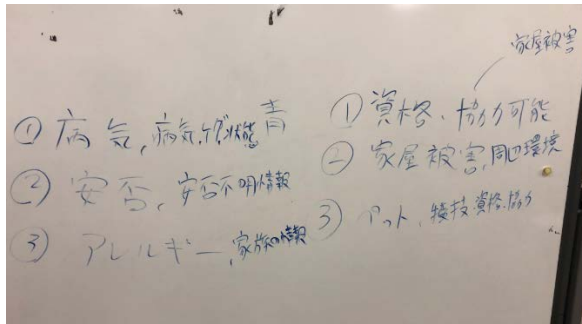 家屋被害
① 病気、病気、ケガ、状態 青
② 安否、安否不明情報
③ アレルギー、家族の情報
① 資格、協力可能
② 家屋被害、周辺環境
③ ペット、特技 資格、協力